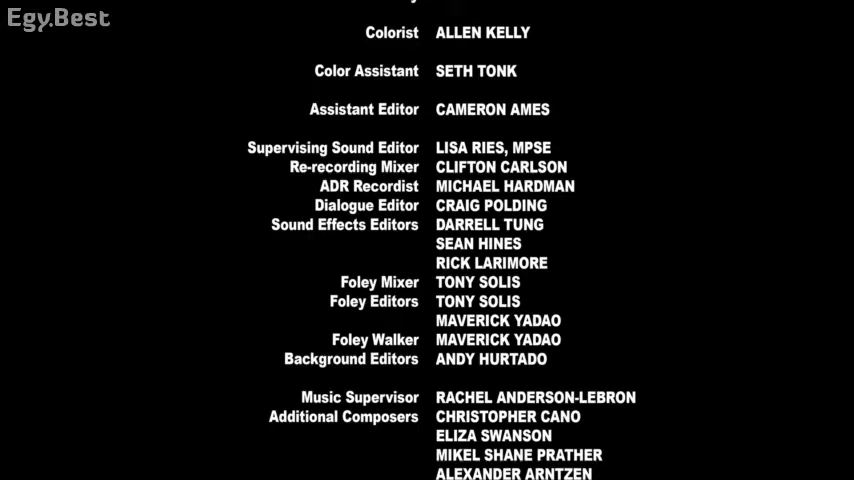 Egy.Best
Colorist ALLEN KELLY
Color Assistant SETH TONK
Assistant Editor CAMERON AMES
Supervising Sound Editor LISA RIES, MPSE
Re-recording Mixer CLIFTON CARLSON
ADR Recordist MICHAEL HARDMAN
Dialogue Editor CRAIG POLDING
Sound Effects Editors DARRELL TUNG
SEAN HINES
RICK LARIMORE
Foley Mixer TONY SOLIS
Foley Editors TONY SOLIS
MAVERICK YADAO
Foley Walker MAVERICK YADAO
Background Editors ANDY HURTADO
Music Supervisor RACHEL ANDERSON-LEBRON
Additional Composers CHRISTOPHER CANO
ELIZA SWANSON
MIKEL SHANE PRATHER
ALEXANDER ARNTZEN